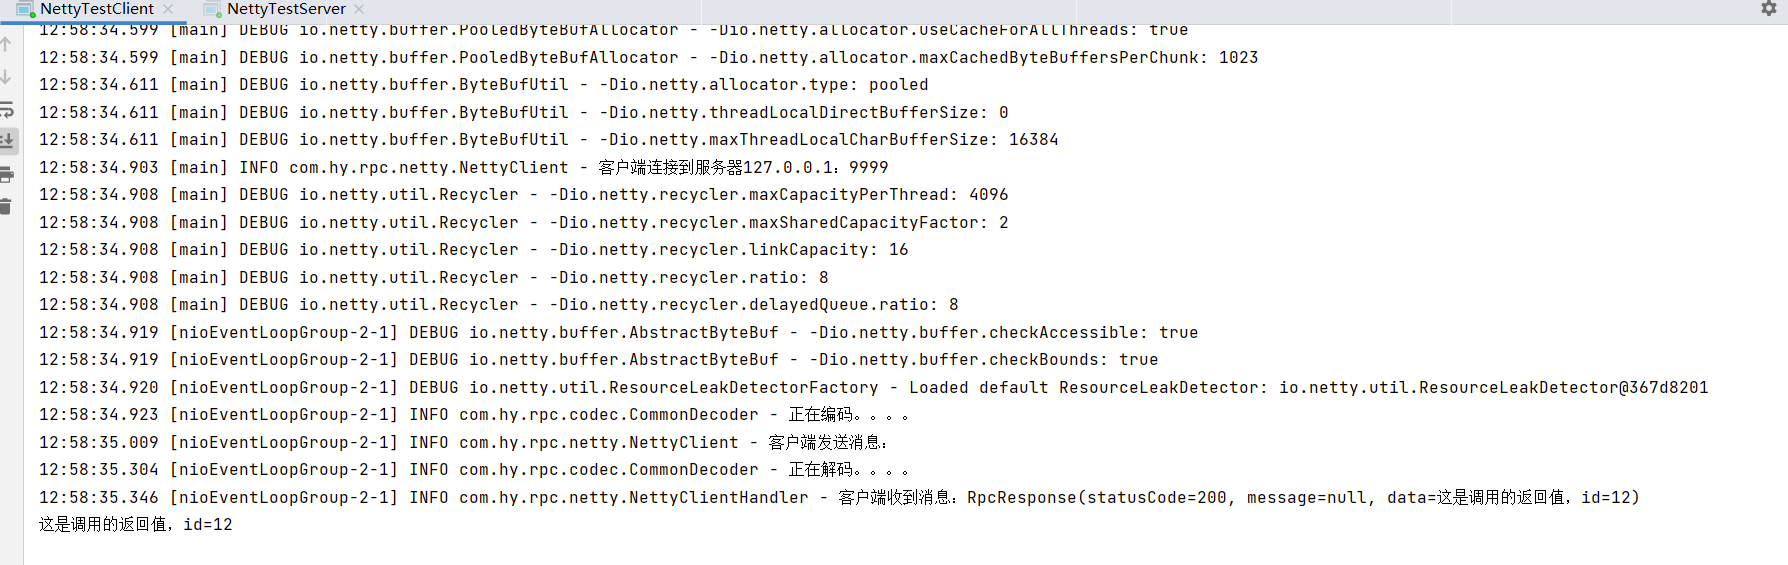 NettyTestClient NettyTestServer
12:58:34.599 [main] DEBUG io.netty.buffer.PooledByteBufAllocator - -Dio.netty.allocator.useCacheForAllThreads: true
12:58:34.599 [main] DEBUG io.netty.buffer.PooledByteBufAllocator - -Dio.netty.allocator.maxCachedByteBuffersPerChunk: 1023
12:58:34.611 [main] DEBUG io.netty.buffer.ByteBufUtil - -Dio.netty.allocator.type: pooled
12:58:34.611 [main] DEBUG io.netty.buffer.ByteBufUtil - -Dio.netty.threadLocalDirectBufferSize: 0
12:58:34.611 [main] DEBUG io.netty.buffer.ByteBufUtil - -Dio.netty.maxThreadLocalCharBufferSize: 16384
12:58:34.903 [main] INFO com.hy.rpc.netty.NettyClient - 客户端连接到服务器127.0.0.1：9999
12:58:34.908 [main] DEBUG io.netty.util.Recycler - -Dio.netty.recycler.maxCapacityPerThread: 4096
12:58:34.908 [main] DEBUG io.netty.util.Recycler - -Dio.netty.recycler.maxSharedCapacityFactor: 2
12:58:34.908 [main] DEBUG io.netty.util.Recycler - -Dio.netty.recycler.linkCapacity: 16
12:58:34.908 [main] DEBUG io.netty.util.Recycler - -Dio.netty.recycler.ratio: 8
12:58:34.908 [main] DEBUG io.netty.util.Recycler - -Dio.netty.recycler.delayedQueue.ratio: 8
12:58:34.919 [nioEventLoopGroup-2-1] DEBUG io.netty.buffer.AbstractByteBuf - -Dio.netty.buffer.checkAccessible: true
12:58:34.919 [nioEventLoopGroup-2-1] DEBUG io.netty.buffer.AbstractByteBuf - -Dio.netty.buffer.checkBounds: true
12:58:34.920 [nioEventLoopGroup-2-1] DEBUG io.netty.util.ResourceLeakDetectorFactory - Loaded default ResourceLeakDetector: io.netty.util.ResourceLeakDetector@367d8201
12:58:34.923 [nioEventLoopGroup-2-1] INFO com.hy.rpc.codec.CommonDecoder - 正在编码。。。。
12:58:35.009 [nioEventLoopGroup-2-1] INFO com.hy.rpc.netty.NettyClient - 客户端发送消息：
12:58:35.304 [nioEventLoopGroup-2-1] INFO com.hy.rpc.codec.CommonDecoder - 正在解码。。。。
12:58:35.346 [nioEventLoopGroup-2-1] INFO com.hy.rpc.netty.NettyClientHandler - 客户端收到消息：RpcResponse(statusCode=200, message=null, data=这是调用的返回值，id=12)
这是调用的返回值，id=12